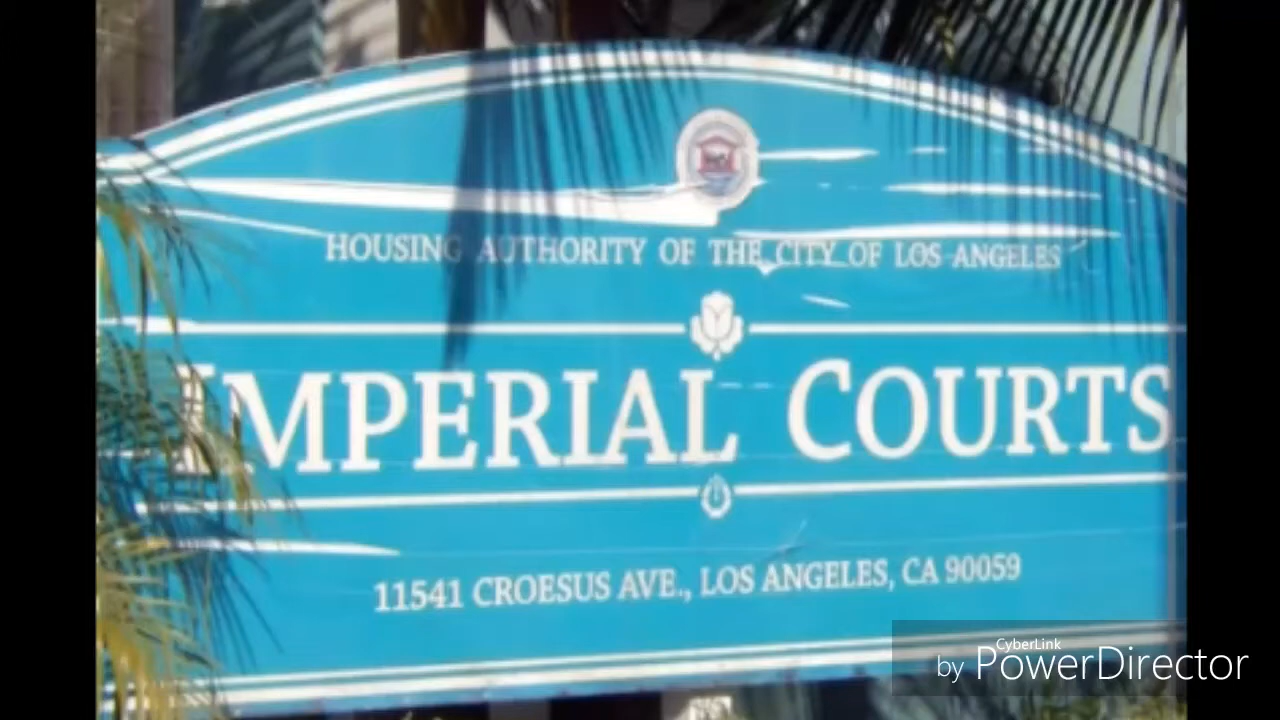 HOUSING AUTHORITY OF THE CITY OF LOS ANGELES
IMPERIAL COURTS
11541 CROESUS AVE., LOS ANGELES, CA 90059
CyberLink
by PowerDirector